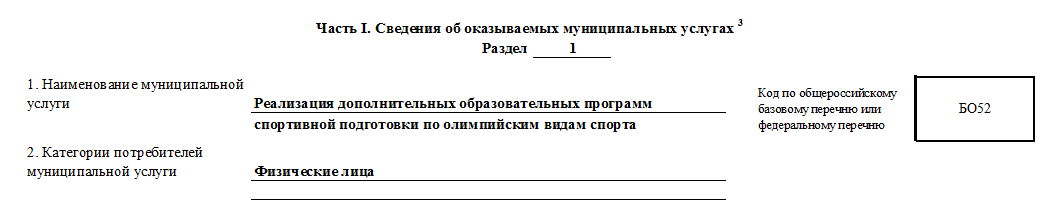 Часть I. Сведения об оказываемых муниципальных услугах 3
Раздел 1
1. Наименование муниципальной
услуги
Реализация дополнительных образовательных программ
спортивной подготовки по олимпийским видам спорта
Код по общероссийскому
базовому перечню или
федеральному перечню
БО52
2. Категории потребителей
муниципальной услуги
Физические лица